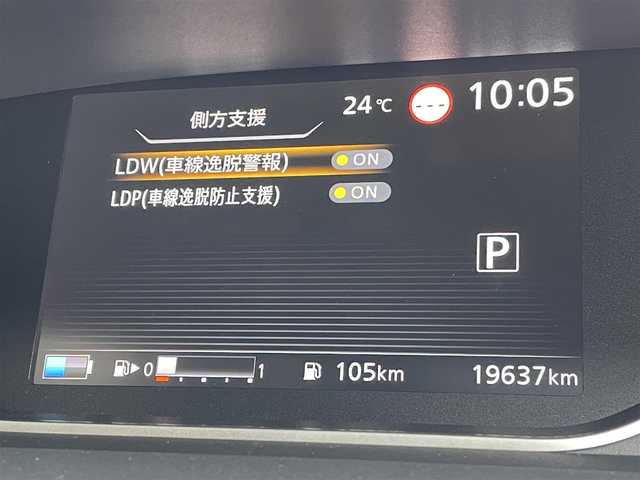 24℃ --- 10:05
側方支援
LDW(車線逸脱警報) ON
LDP(車線逸脱防止支援) ON
P
0 1 105km 19637km